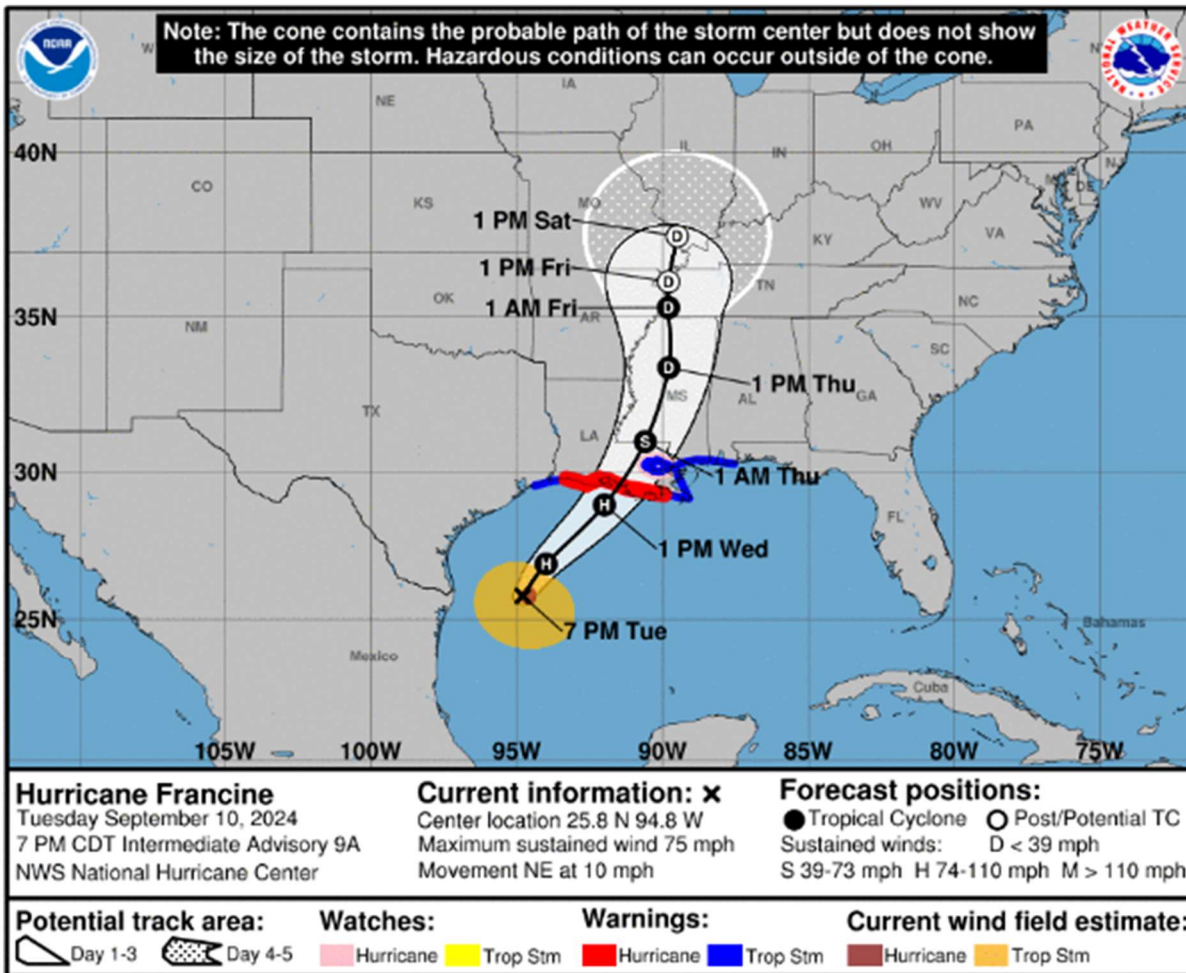 Note: The cone contains the probable path of the storm center but does not show
the size of the storm. Hazardous conditions can occur outside of the cone.
NOAA
NATIONAL WEATHER SERVICE
IA
NE
PA
40N
IL
IN
OH
NJ
DE
CO
KS
MO
WV
VA
KY
1 PM Sat
1 PM Fri
OK
TN
NC
1 AM Fri
AR
35N
NM
SC
1 PM Thu
MS
AL
GA
TX
LA
30N
1 AM Thu
FL
1 PM Wed
25N
7 PM Tue
Bahamas
Mexico
Cuba
105W 100W 95W 90W 85W 80W 75W
H
H
S
D
D
D
D
Hurricane Francine
Tuesday September 10, 2024
7 PM CDT Intermediate Advisory 9A
NWS National Hurricane Center
Current information: x
Center location 25.8 N 94.8 W
Maximum sustained wind 75 mph
Movement NE at 10 mph
Forecast positions:
Tropical Cyclone Post/Potential TC
Sustained winds: D < 39 mph
S 39-73 mph H 74-110 mph M > 110 mph
Potential track area:
Day 1-3 Day 4-5
Watches:
Hurricane Trop Stm
Warnings:
Hurricane Trop Stm
Current wind field estimate:
Hurricane Trop Stm